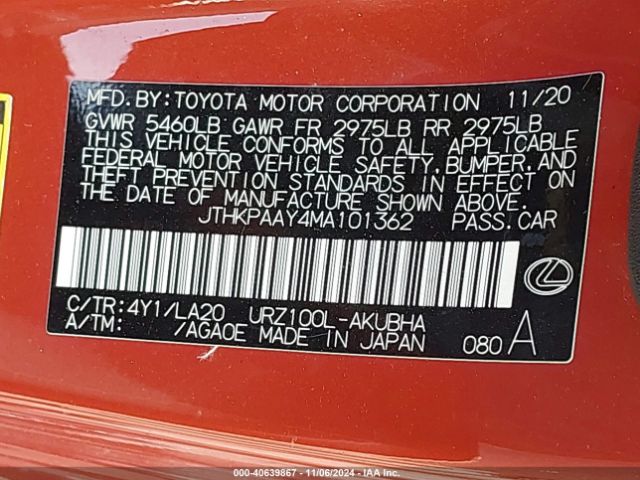 MFD. BY: TOYOTA MOTOR CORPORATION 11/20
GVWR 5460LB GAWR FR 2975LB RR 2975LB
THIS VEHICLE CONFORMS TO ALL APPLICABLE
FEDERAL MOTOR VEHICLE SAFETY, BUMPER, AND
THEFT PREVENTION STANDARDS IN EFFECT ON
THE DATE OF MANUFACTURE SHOWN ABOVE.
JTHKPAAY4MA101362 PASS. CAR
C/TR: 4Y1/LA20 URZ100L-AKUBHA
A/TM: /AGA0E MADE IN JAPAN 080 A
000-40639867 - 11/06/2024 - IAA Inc.